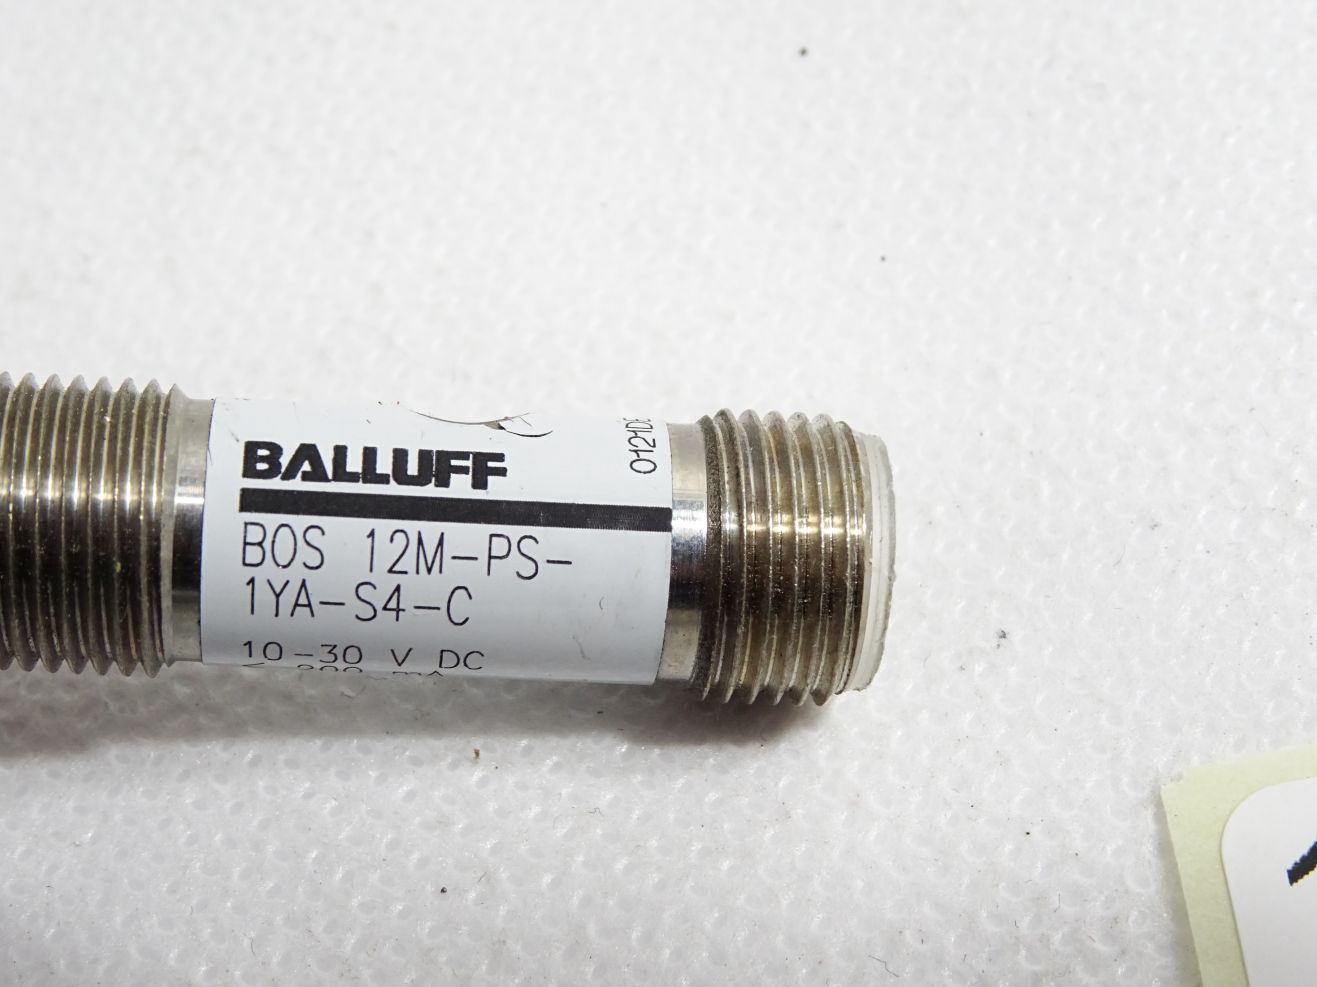 BALLUFF
0121DE
BOS 12M-PS-
1YA-S4-C
10-30 V DC